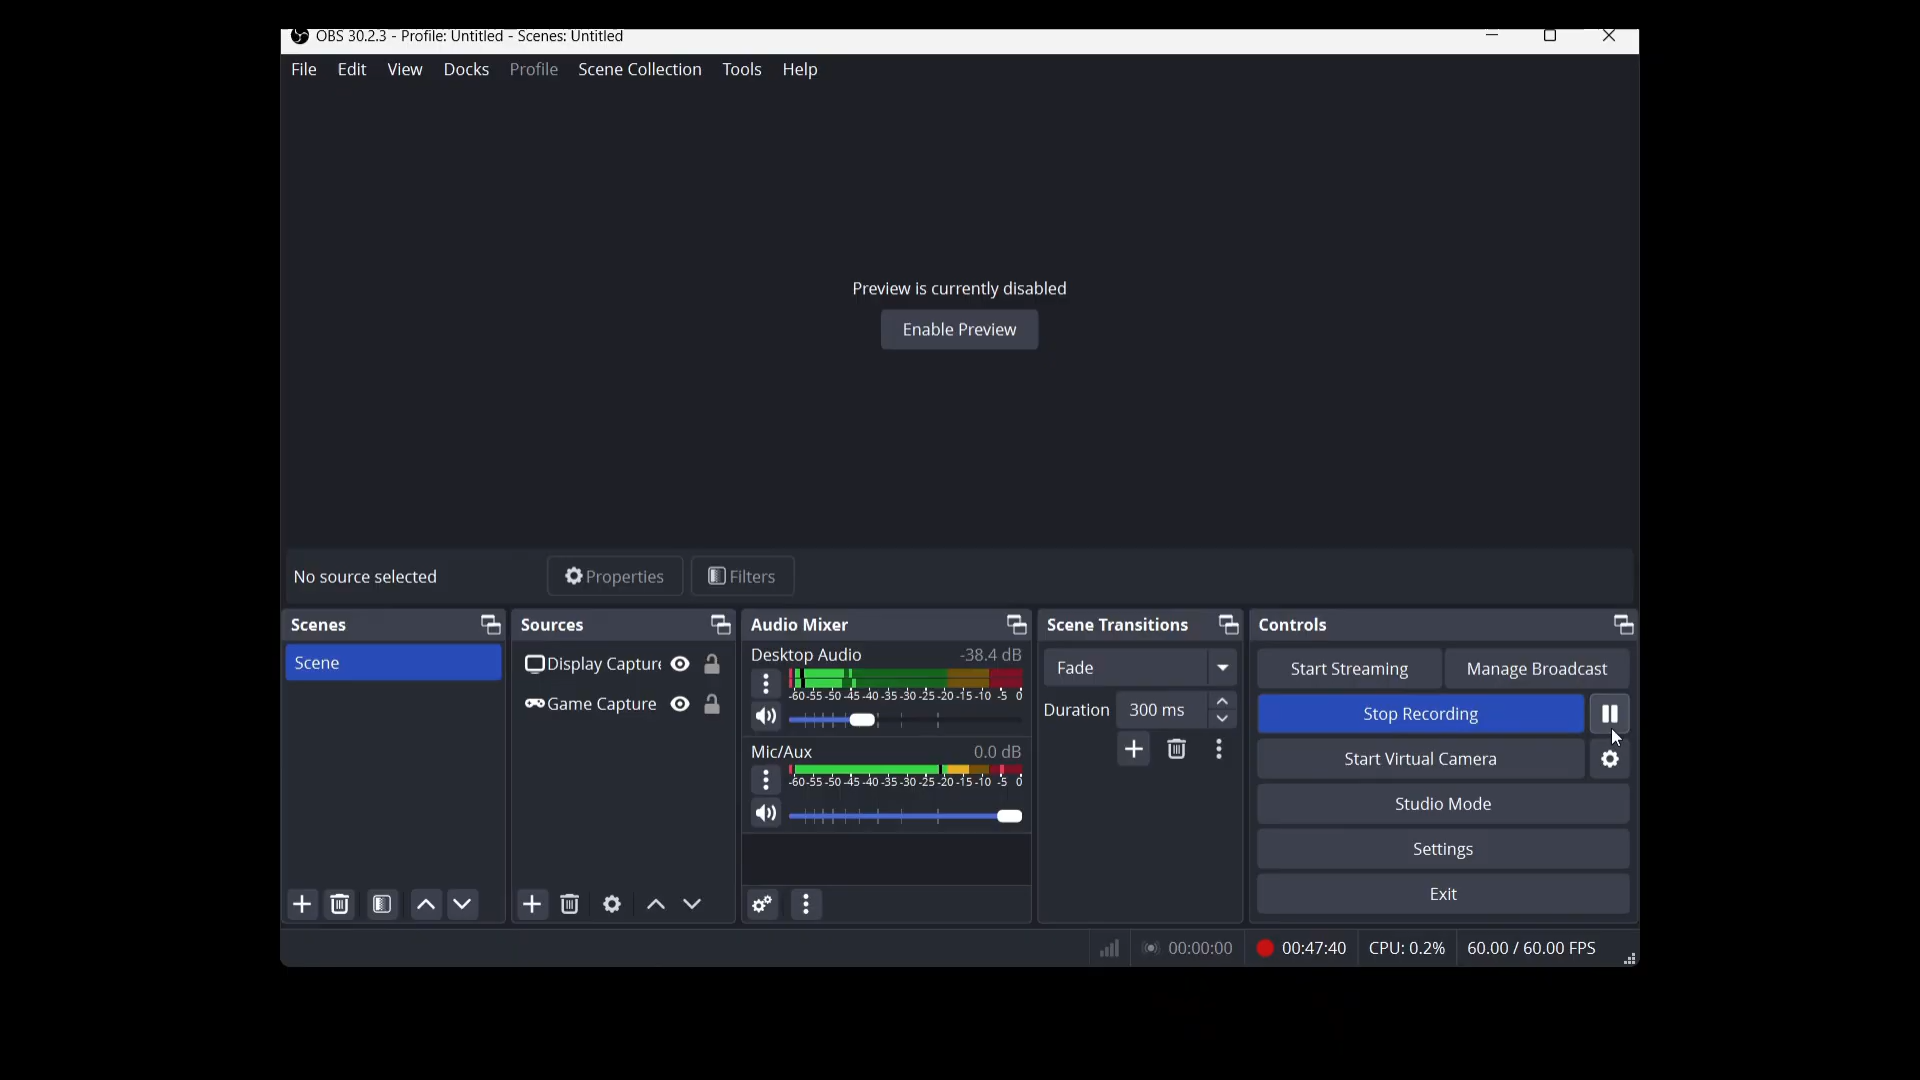 OBS 30.2.3 - Profile: Untitled - Scenes: Untitled
File Edit View Docks Profile Scene Collection Tools Help
Preview is currently disabled
Enable Preview
No source selected Properties Filters
Scenes
Scene
Sources
Display Capture
Game Capture
Audio Mixer
Desktop Audio -38.4 dB
-60 -55 -50 -45 -40 -35 -30 -25 -20 -15 -10 -5 0
Mic/Aux 0.0 dB
-60 -55 -50 -45 -40 -35 -30 -25 -20 -15 -10 -5 0
Scene Transitions
Fade
Duration 300 ms
Controls
Start Streaming Manage Broadcast
Stop Recording
Start Virtual Camera
Studio Mode
Settings
Exit
00:00:00 00:47:40 CPU: 0.2% 60.00 / 60.00 FPS